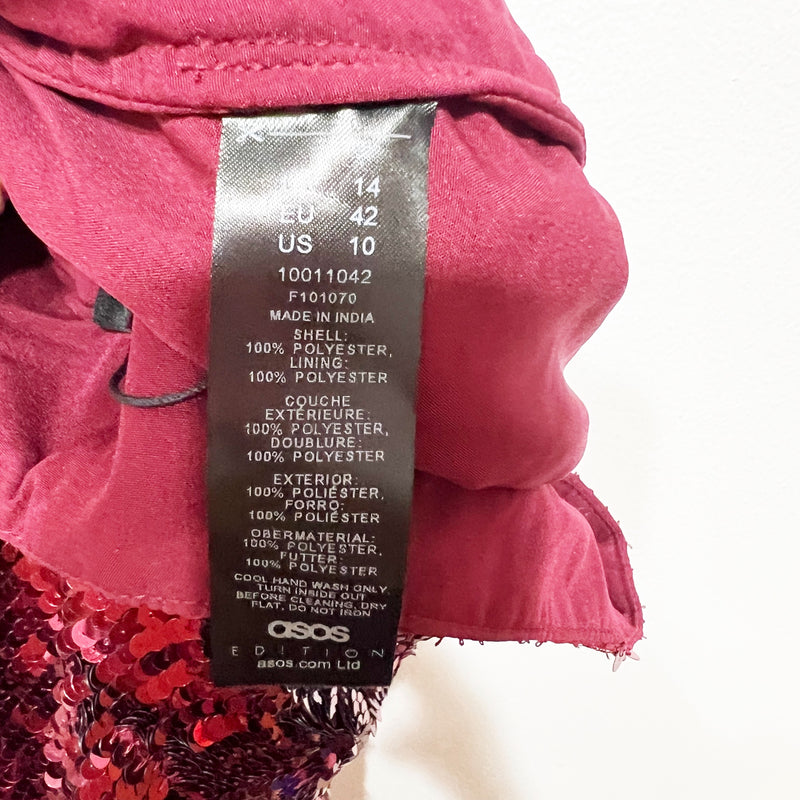 14
EU 42
US 10
10011042
F101070
MADE IN INDIA
SHELL:
100% POLYESTER,
LINING:
100% POLYESTER
COUCHE
EXTÉRIEURE:
100% POLYESTER,
DOUBLURE:
100% POLYESTER
EXTERIOR:
100% POLIÉSTER,
FORRO:
100% POLIÉSTER
OBERMATERIAL:
100% POLYESTER,
FUTTER:
100% POLYESTER
COOL HAND WASH ONLY,
TURN INSIDE OUT
BEFORE CLEANING, DRY
FLAT, DO NOT IRON
asos
EDITION
asos.com Ltd